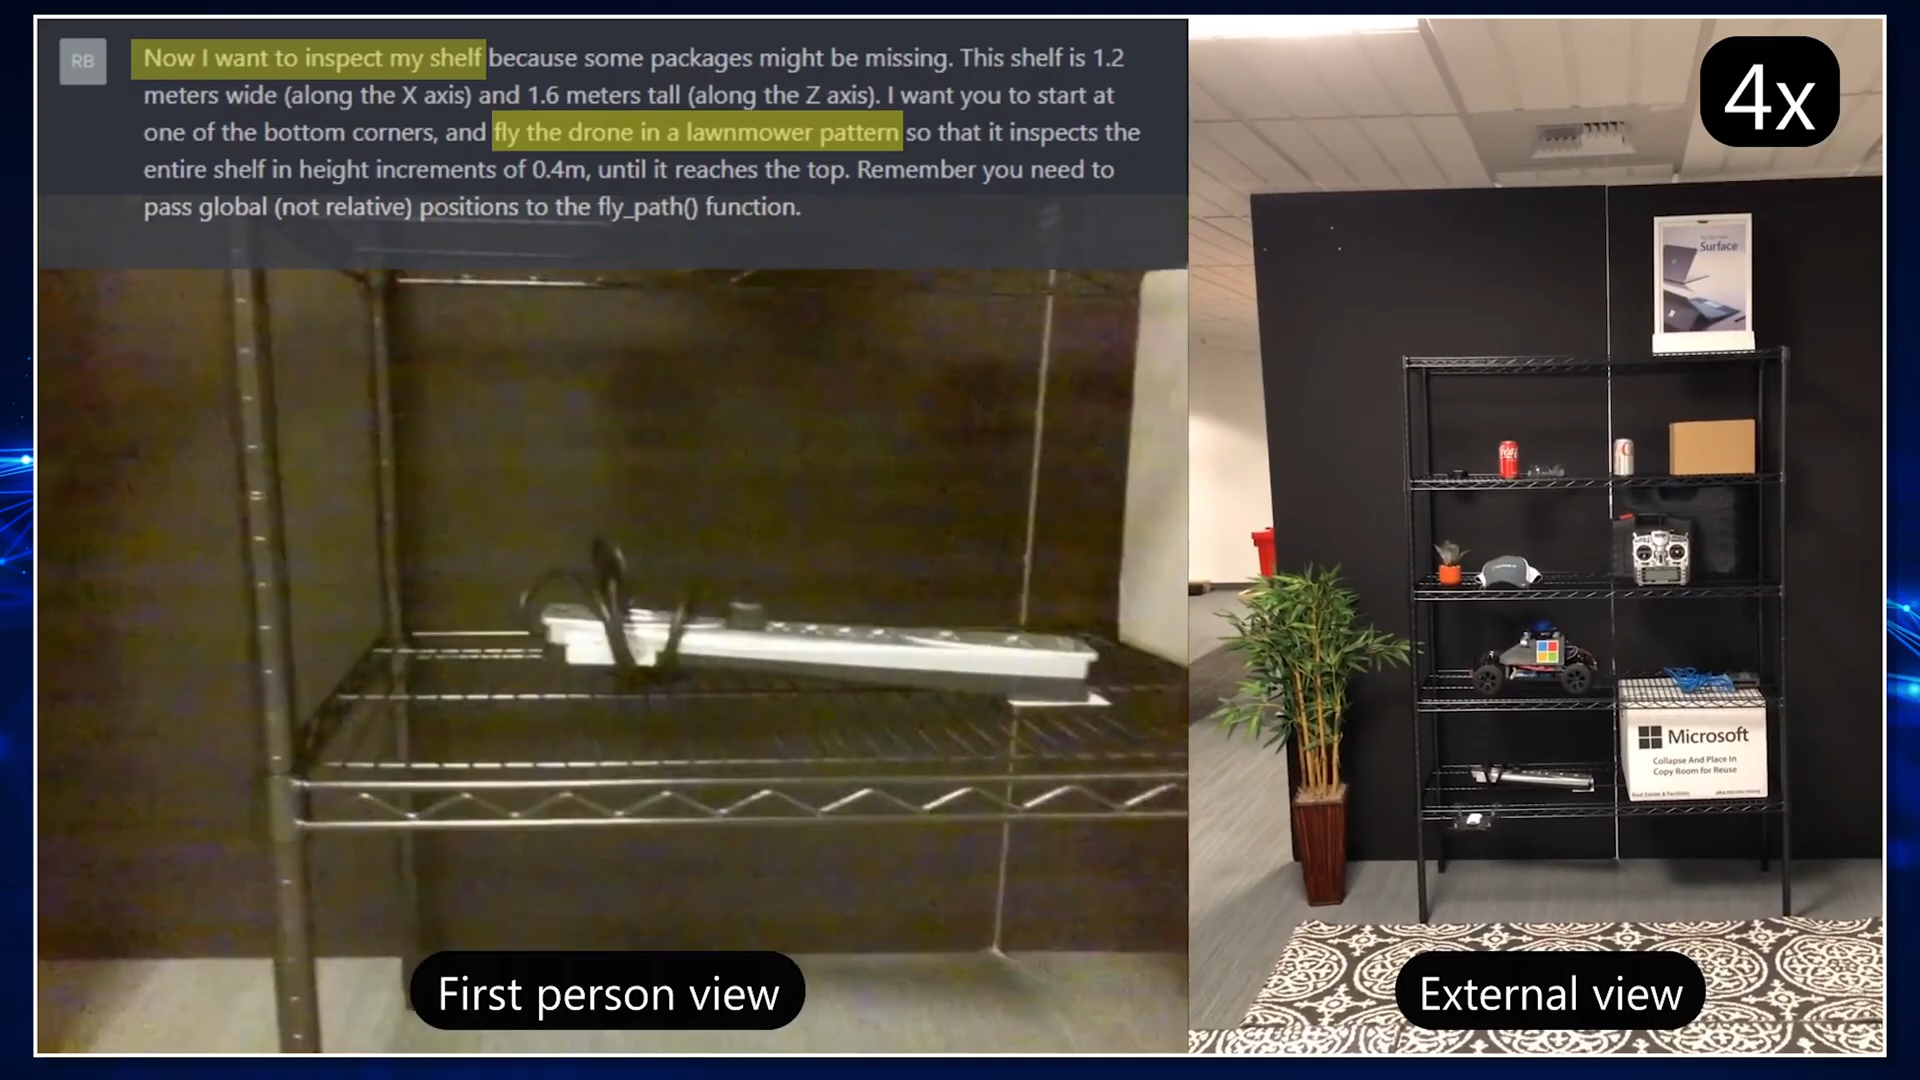 RB
Now I want to inspect my shelf because some packages might be missing. This shelf is 1.2
meters wide (along the X axis) and 1.6 meters tall (along the Z axis). I want you to start at
one of the bottom corners, and fly the drone in a lawnmower pattern so that it inspects the
entire shelf in height increments of 0.4m, until it reaches the top. Remember you need to
pass global (not relative) positions to the fly_path() function.
4x
Surface
Microsoft
Collapse And Place In
Copy Room for Reuse
Real Estate & Facilities
First person view
External view